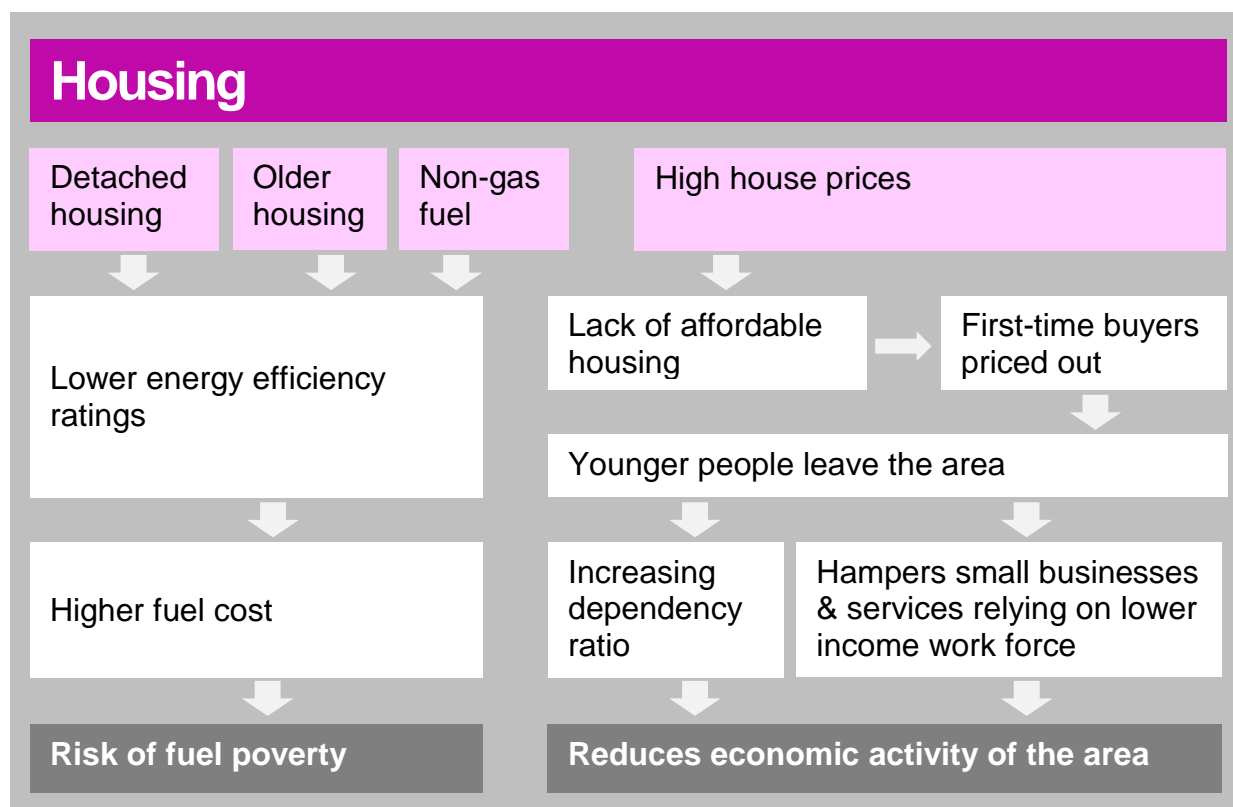 Housing
Detached
housing
Older
housing
Non-gas
fuel
High house prices
Lower energy efficiency
ratings
Lack of affordable
housing
First-time buyers
priced out
Younger people leave the area
Higher fuel cost
Increasing
dependency
ratio
Hampers small businesses
& services relying on lower
income work force
Risk of fuel poverty
Reduces economic activity of the area